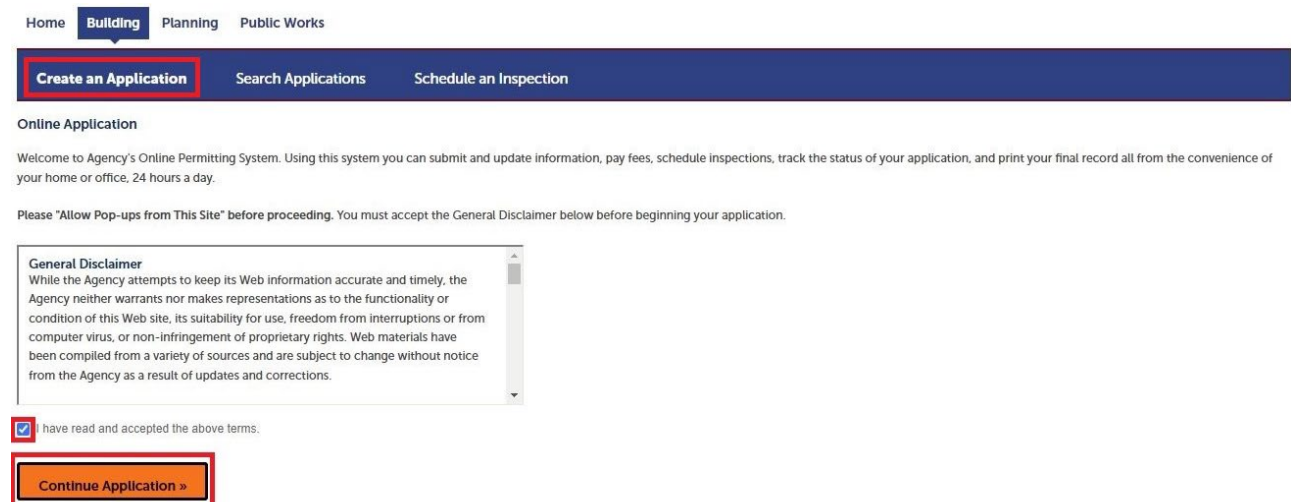 Home Building Planning Public Works
Create an Application Search Applications Schedule an Inspection
Online Application
Welcome to Agency's Online Permitting System. Using this system you can submit and update information, pay fees, schedule inspections, track the status of your application, and print your final record all from the convenience of
your home or office, 24 hours a day.
Please "Allow Pop-ups from This Site" before proceeding. You must accept the General Disclaimer below before beginning your application.
General Disclaimer
While the Agency attempts to keep its Web information accurate and timely, the
Agency neither warrants nor makes representations as to the functionality or
condition of this Web site, its suitability for use, freedom from interruptions or from
computer virus, or non-infringement of proprietary rights. Web materials have
been compiled from a variety of sources and are subject to change without notice
from the Agency as a result of updates and corrections.
I have read and accepted the above terms.
Continue Application »